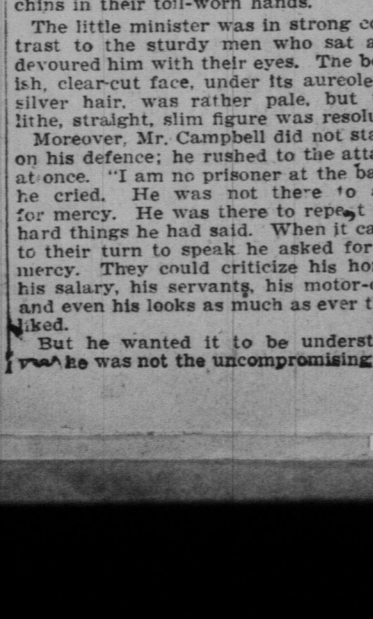 chins in their toil-worn hands.
The little minister was in strong co
trast to the sturdy men who sat a
devoured him with their eyes. The b
ish, clear-cut face, under its aureole
silver hair, was rather pale, but
lithe, straight, slim figure was resolu
Moreover, Mr. Campbell did not sta
on his defence; he rushed to the atta
at once. "I am no prisoner at the ba
he cried. He was not there to
for mercy. He was there to repeat
hard things he had said. When it ca
to their turn to speak he asked for
mercy. They could criticize his ho
his salary, his servants, his motor-c
and even his looks as much as ever t
liked.
But he wanted it to be underst
he was not the uncompromising